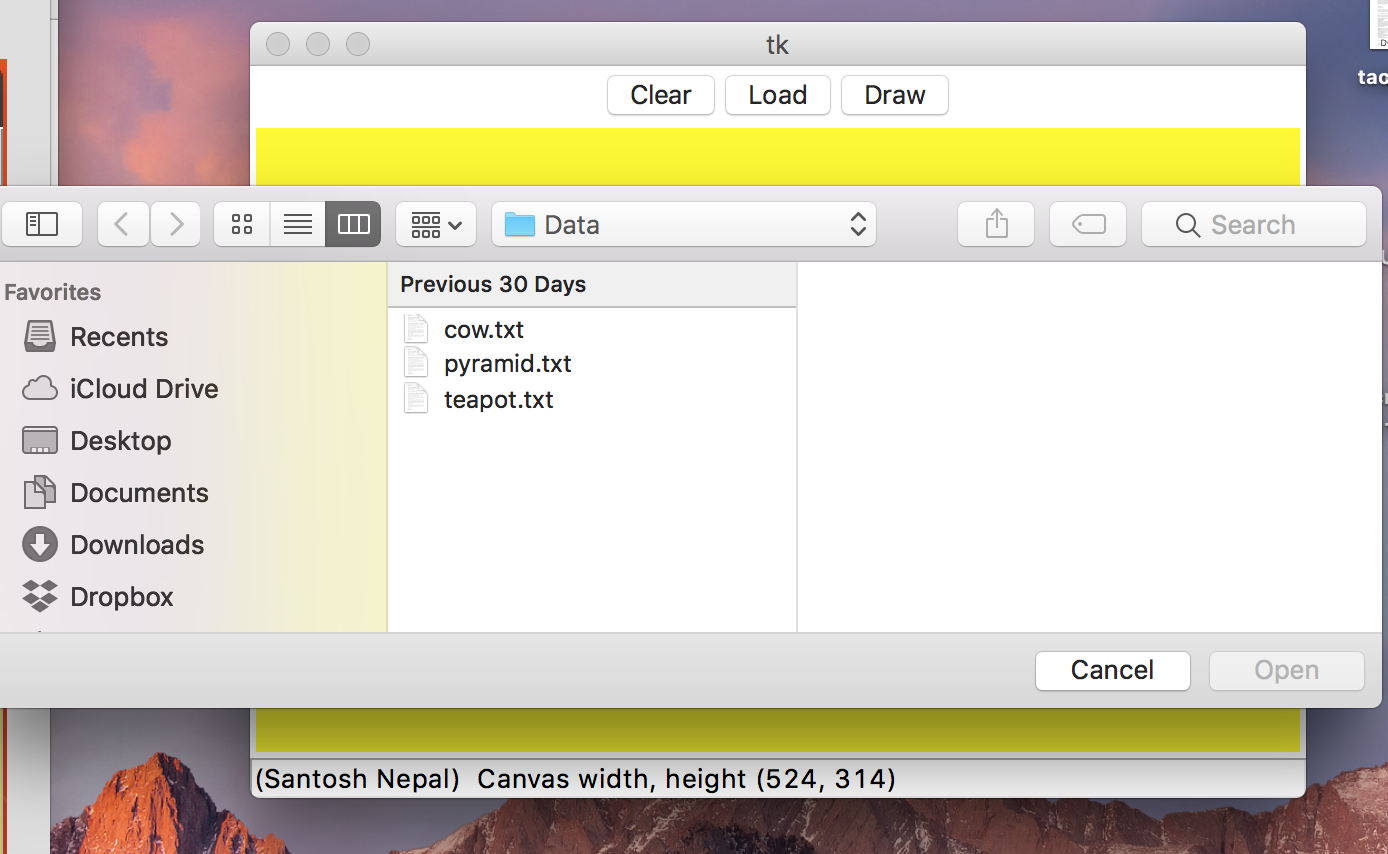 tk
Clear Load Draw
Data
Search
Favorites
Recents
iCloud Drive
Desktop
Documents
Downloads
Dropbox
Previous 30 Days
cow.txt
pyramid.txt
teapot.txt
Cancel Open
(Santosh Nepal) Canvas width, height (524, 314)
tac